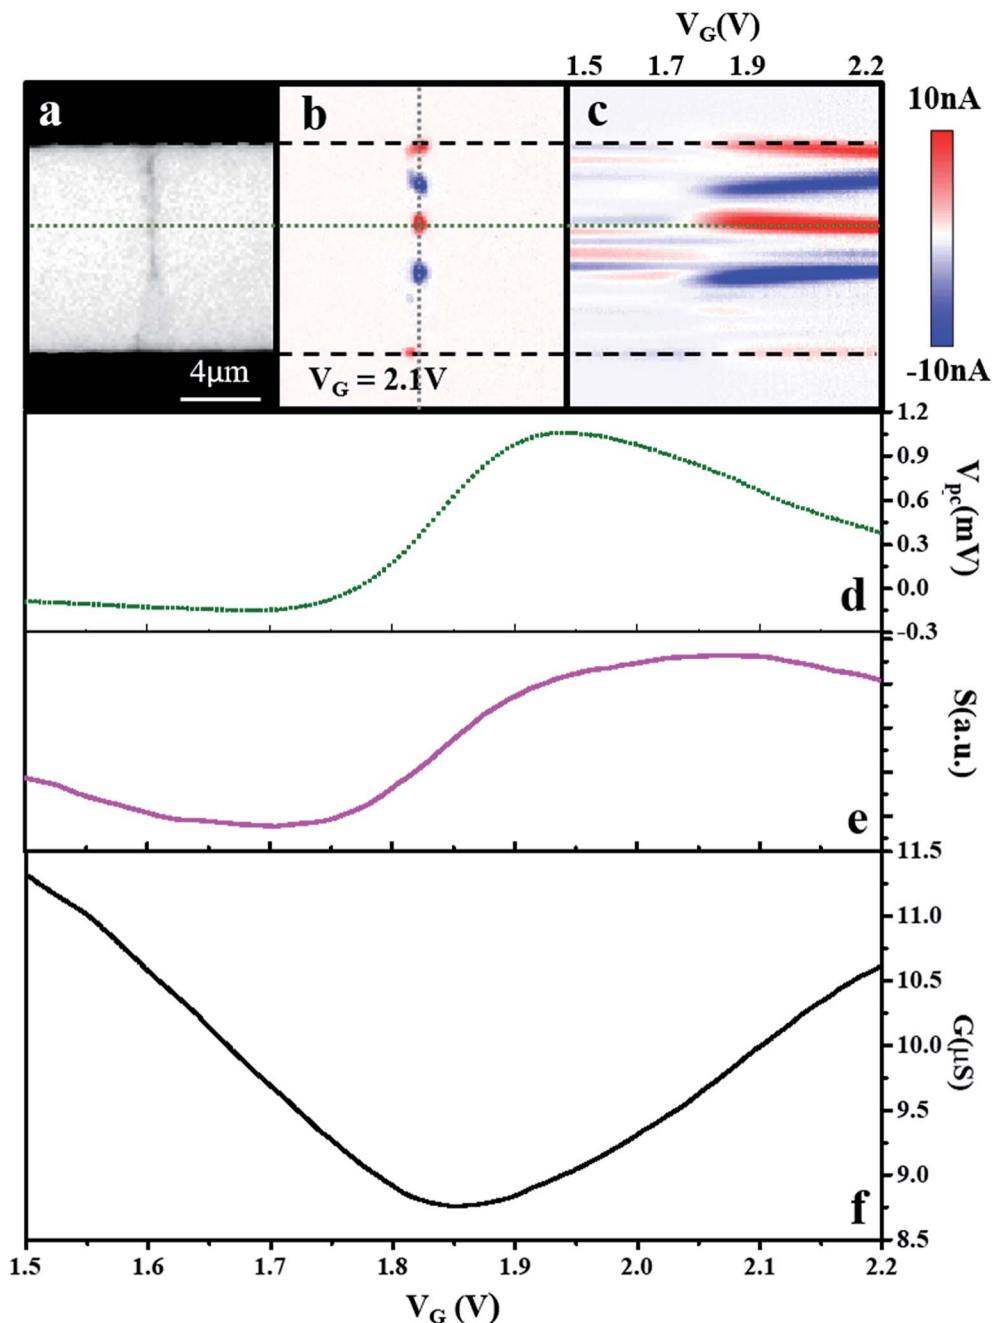 V_G(V)
1.5 1.7 1.9 2.2
a b c 10nA
4μm
V_G = 2.1V
-10nA
1.2
0.9
0.6
0.3
0.0
-0.3
V_pc(mV)
d
S(a.u.)
e
11.5
11.0
10.5
10.0
9.5
9.0
8.5
G(μS)
f
1.5 1.6 1.7 1.8 1.9 2.0 2.1 2.2
V_G (V)